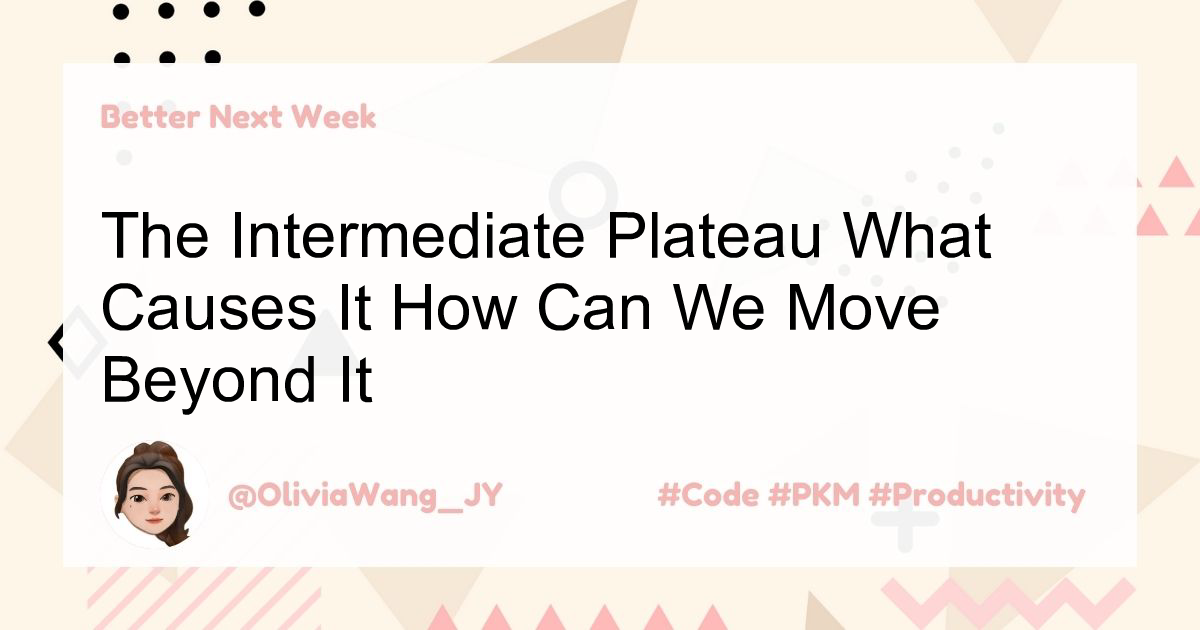 Better Next Week
The Intermediate Plateau What
Causes It How Can We Move
Beyond It
@OliviaWang_JY
#Code #PKM #Productivity